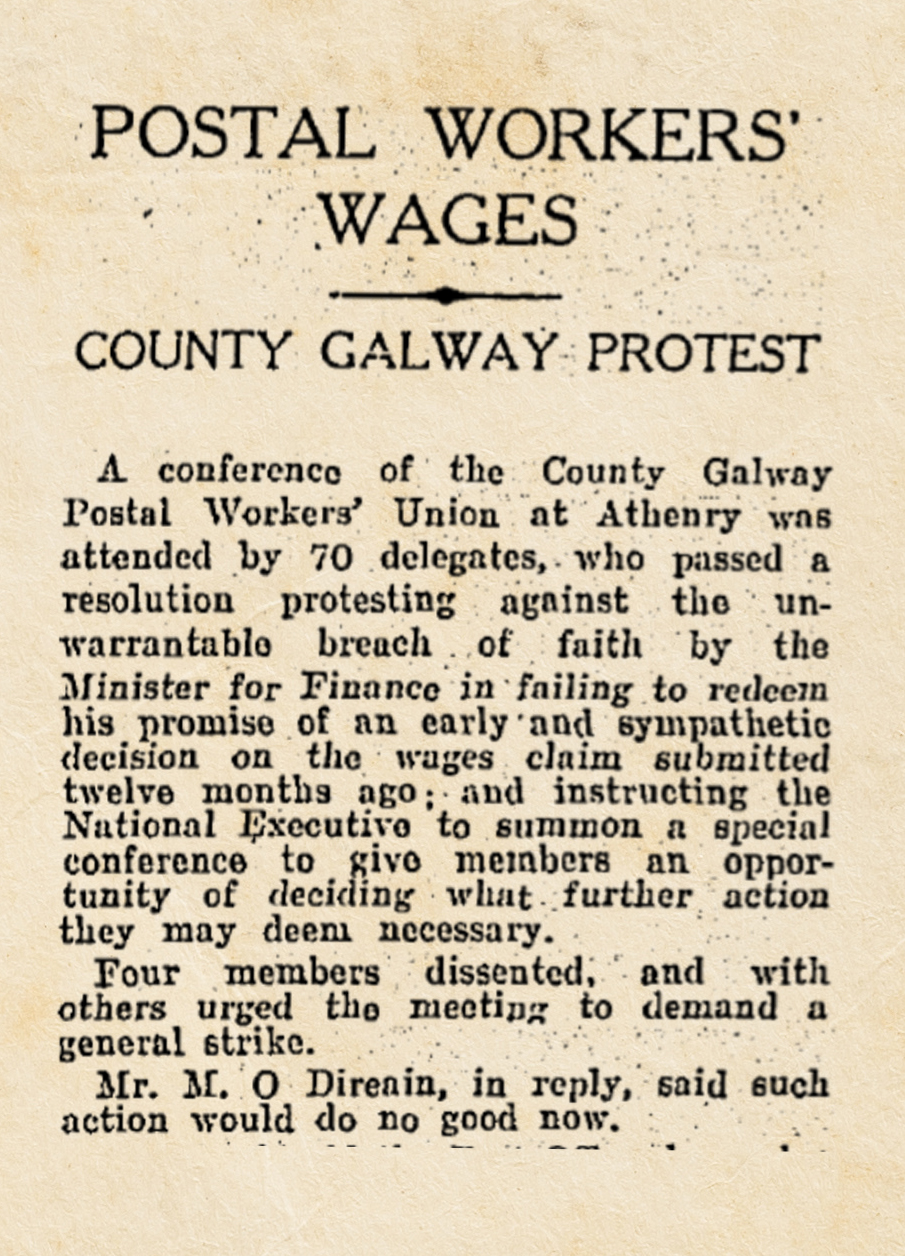 POSTAL WORKERS'
WAGES
COUNTY GALWAY PROTEST
A conference of the County Galway
Postal Workers' Union at Athenry was
attended by 70 delegates, who passed a
resolution protesting against the un-
warrantable breach of faith by the
Minister for Finance in failing to redeem
his promise of an early and sympathetic
decision on the wages claim submitted
twelve months ago; and instructing the
National Executive to summon a special
conference to give members an oppor-
tunity of deciding what further action
they may deem necessary.
Four members dissented, and with
others urged the meeting to demand a
general strike.
Mr. M. O Direain, in reply, said such
action would do no good now.